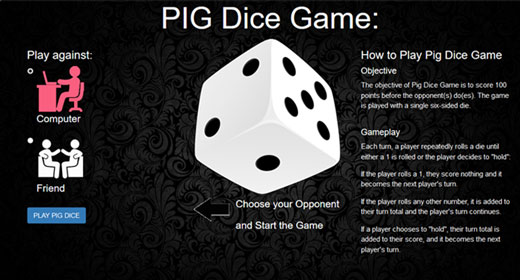 PIG Dice Game:
Play against:
Computer
Friend
PLAY PIG DICE
Choose your Opponent
and Start the Game
How to Play Pig Dice Game
Objective
The objective of Pig Dice Game is to score 100
points before the opponent(s) do(es). The game
is played with a single six-sided die.
Gameplay
Each turn, a player repeatedly rolls a die until
either a 1 is rolled or the player decides to "hold":
If the player rolls a 1, they score nothing and it
becomes the next player's turn.
If the player rolls any other number, it is added to
their turn total and the player's turn continues.
If a player chooses to "hold", their turn total is
added to their score, and it becomes the next
player's turn.